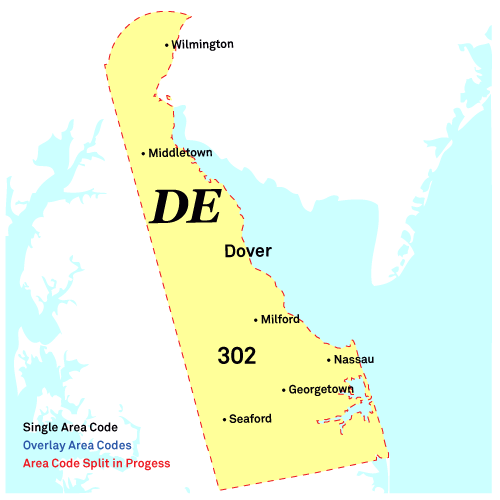 Wilmington
Middletown
DE
Dover
Milford
302
Nassau
Georgetown
Seaford
Single Area Code
Overlay Area Codes
Area Code Split in Progess